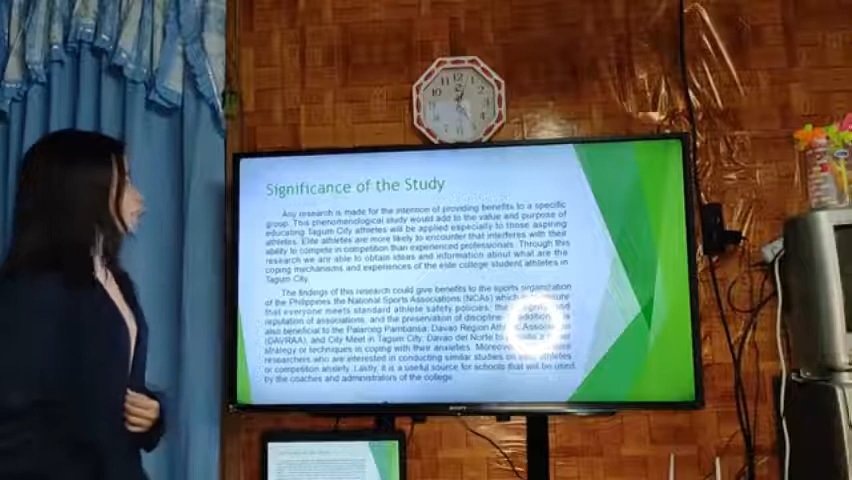 12
Significance of the Study
Any research is made for the intention of providing benefits to a specific
group. This phenomenological study would add to the value and purpose of
educating Tagum City athletes will be applied especially to those aspiring
athletes. Elite athletes are more likely to encounter that interferes with their
ability to compete in competition than experienced professionals. Through this
research we are able to obtain ideas and information about what are the
coping mechanisms and experiences of the elite college student athletes in
Tagum City.
The findings of this research could give benefits to the sports organization
of the Philippines the National Sports Associations (NCAs) which
that everyone meets standard athlete safety policies, the
reputation of associations, and the preservation of discipline.
also beneficial to the Palarong Pambansa, Davao Region
(DAVRAA), and City Meet in Tagum City, Davao del Norte to
strategy or techniques in coping with their anxieties.
researchers who are interested in conducting similar studies on athletes
or competition anxiety. Lastly, it is a useful source for schools that will be used
by the coaches and administrators of the college.
SONY